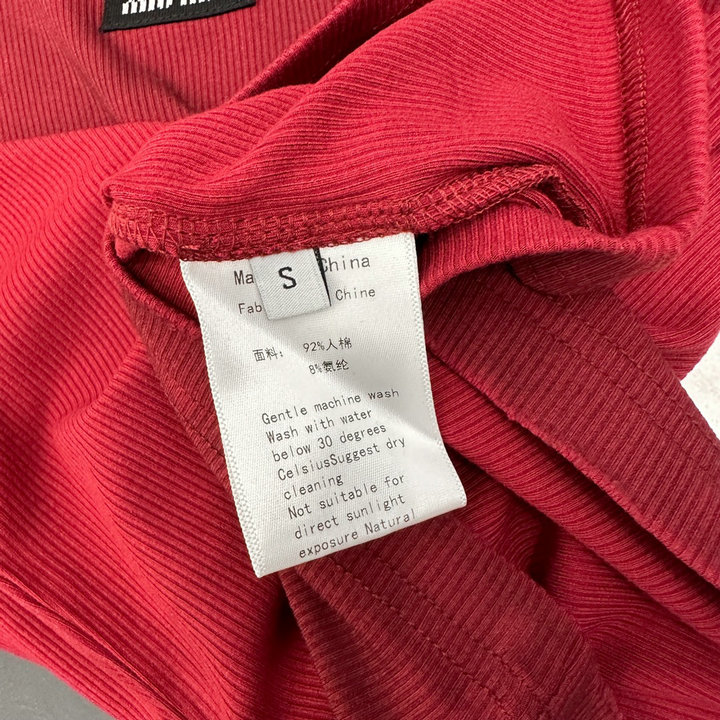 Ma China
S
Fab Chine
面料: 92%人棉
8%氨纶
Gentle machine wash
Wash with water
below 30 degrees
CelsiusSuggest dry
cleaning
Not suitable for
direct sunlight
exposure Natural